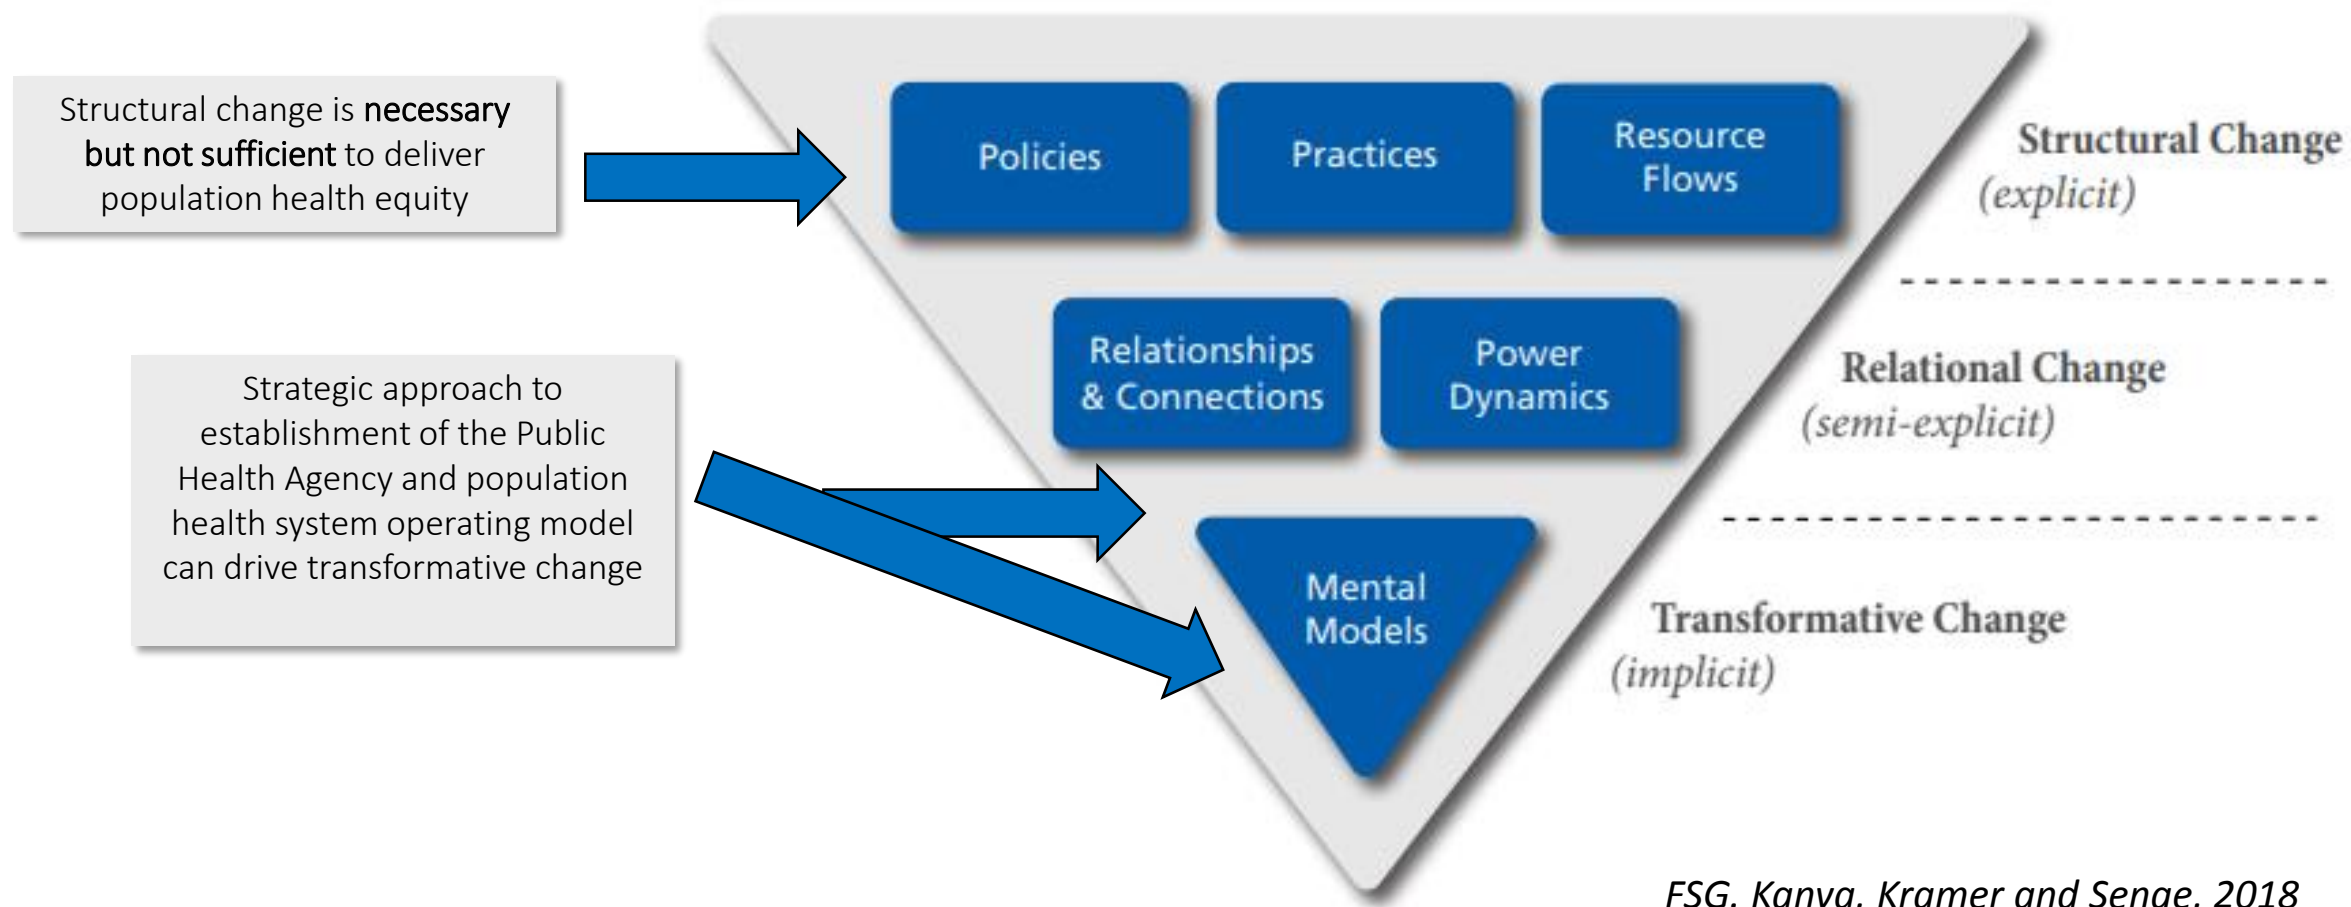 Structural change is necessary
but not sufficient to deliver
population health equity
Policies
Practices
Resource
Flows
Structural Change
(explicit)
Strategic approach to
establishment of the Public
Health Agency and population
health system operating model
can drive transformative change
Relationships
& Connections
Power
Dynamics
Relational Change
(semi-explicit)
Mental
Models
Transformative Change
(implicit)
FSG. Kanya. Kramer and Senge. 2018